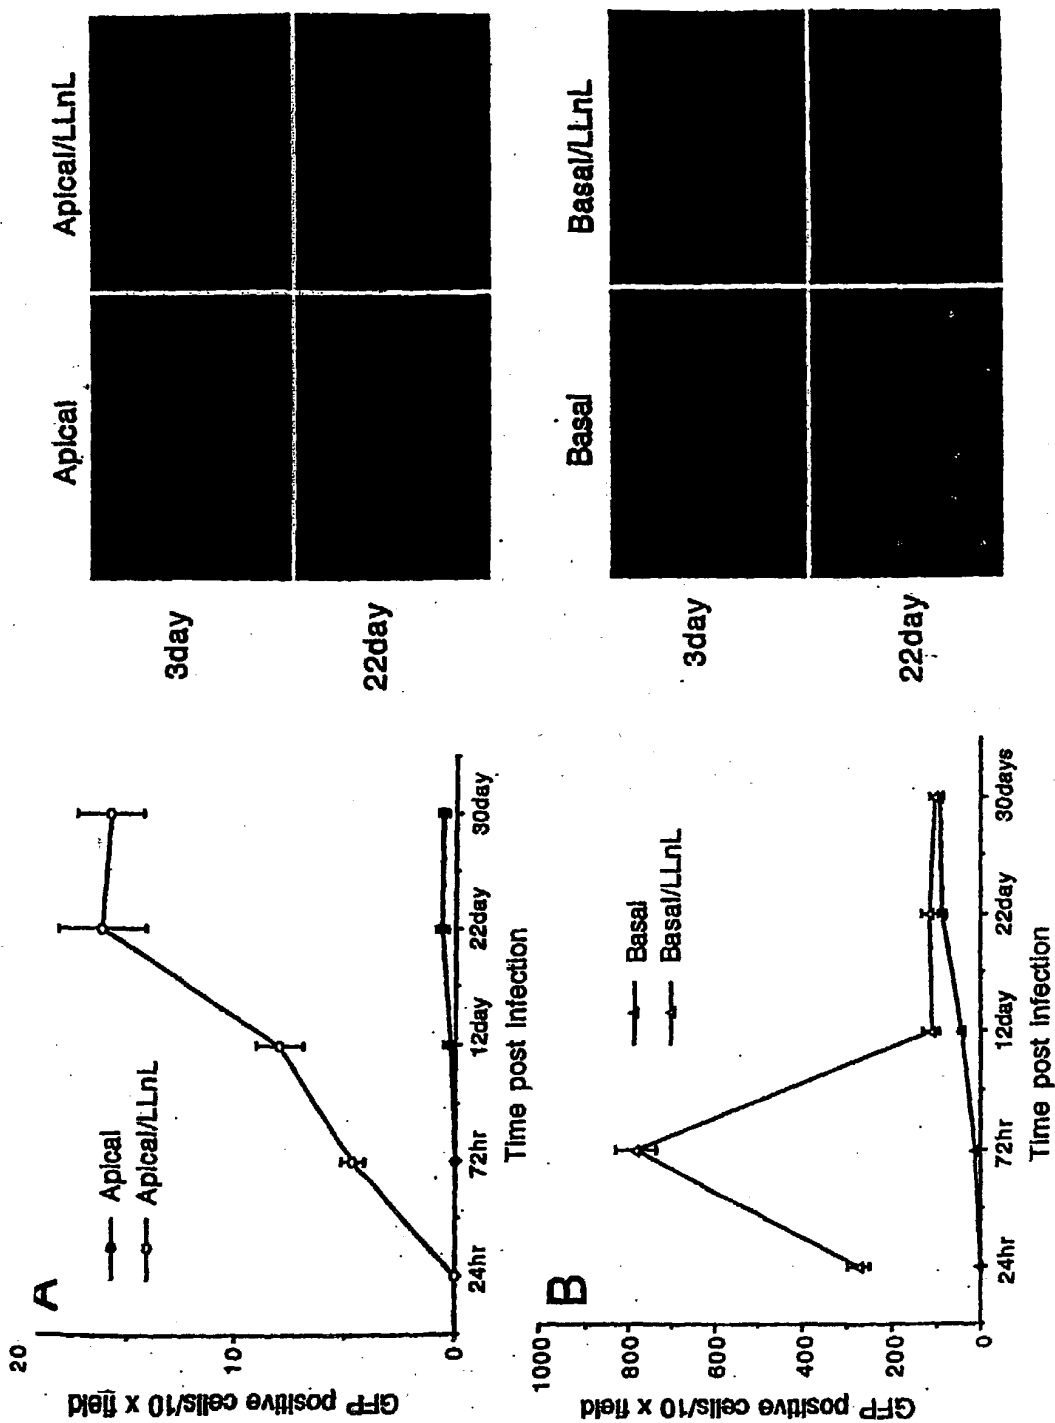 A
GFP positive cells/10 x field
20
10
0
Apical
Apical/LLnL
24hr
72hr
12day
22day
30day
Time post infection
Apical
Apical/LLnL
3day
22day
B
GFP positive cells/10 x field
1000
800
600
400
200
0
Basal
Basal/LLnL
24hr
72hr
12day
22day
30days
Time post infection
Basal
Basal/LLnL
3day
22day